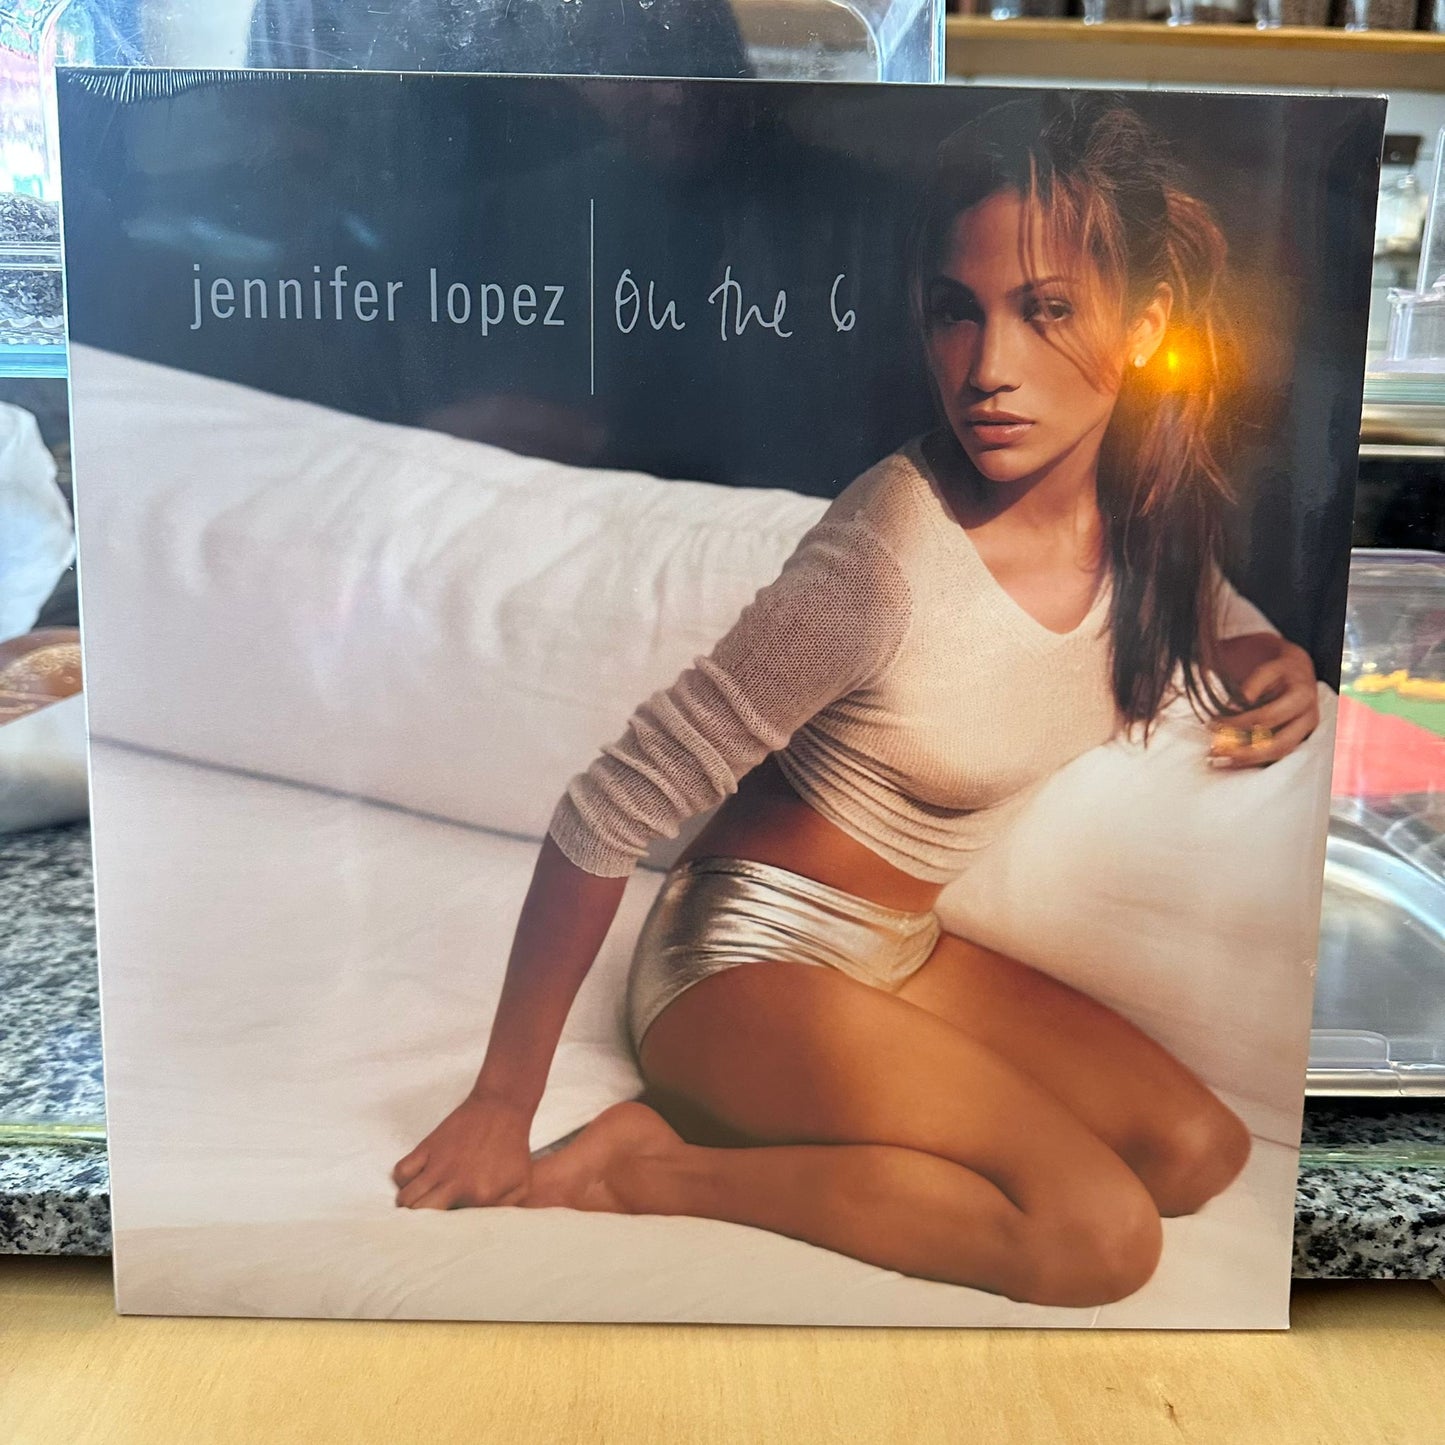 jennifer lopez | On the 6